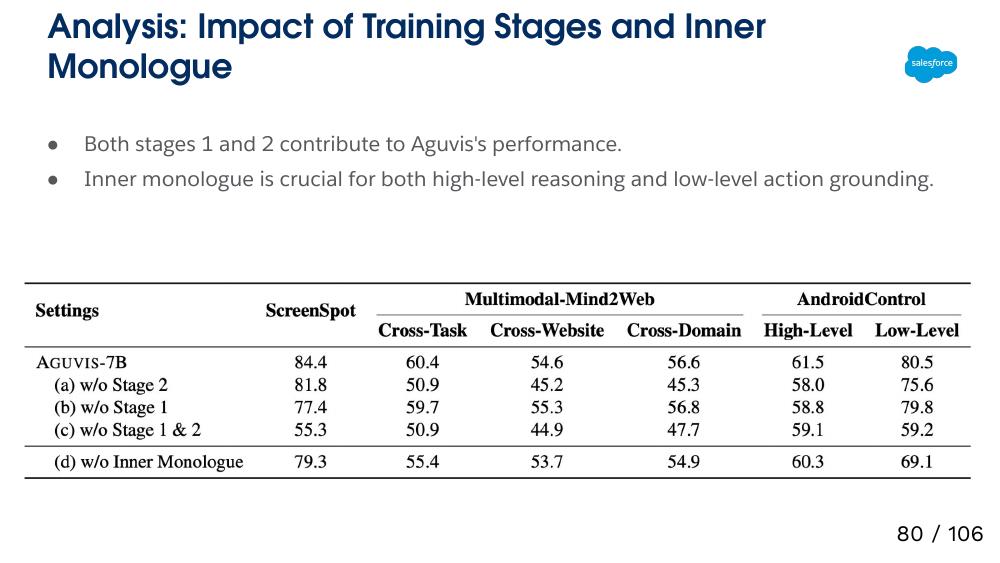 Analysis: Impact of Training Stages and Inner
Monologue
salesforce
● Both stages 1 and 2 contribute to Aguvis's performance.
● Inner monologue is crucial for both high-level reasoning and low-level action grounding.
Settings ScreenSpot Multimodal-Mind2Web AndroidControl
Cross-Task Cross-Website Cross-Domain High-Level Low-Level
AGUVIS-7B 84.4 60.4 54.6 56.6 61.5 80.5
(a) w/o Stage 2 81.8 50.9 45.2 45.3 58.0 75.6
(b) w/o Stage 1 77.4 59.7 55.3 56.8 58.8 79.8
(c) w/o Stage 1 & 2 55.3 50.9 44.9 47.7 59.1 59.2
(d) w/o Inner Monologue 79.3 55.4 53.7 54.9 60.3 69.1
80 / 106